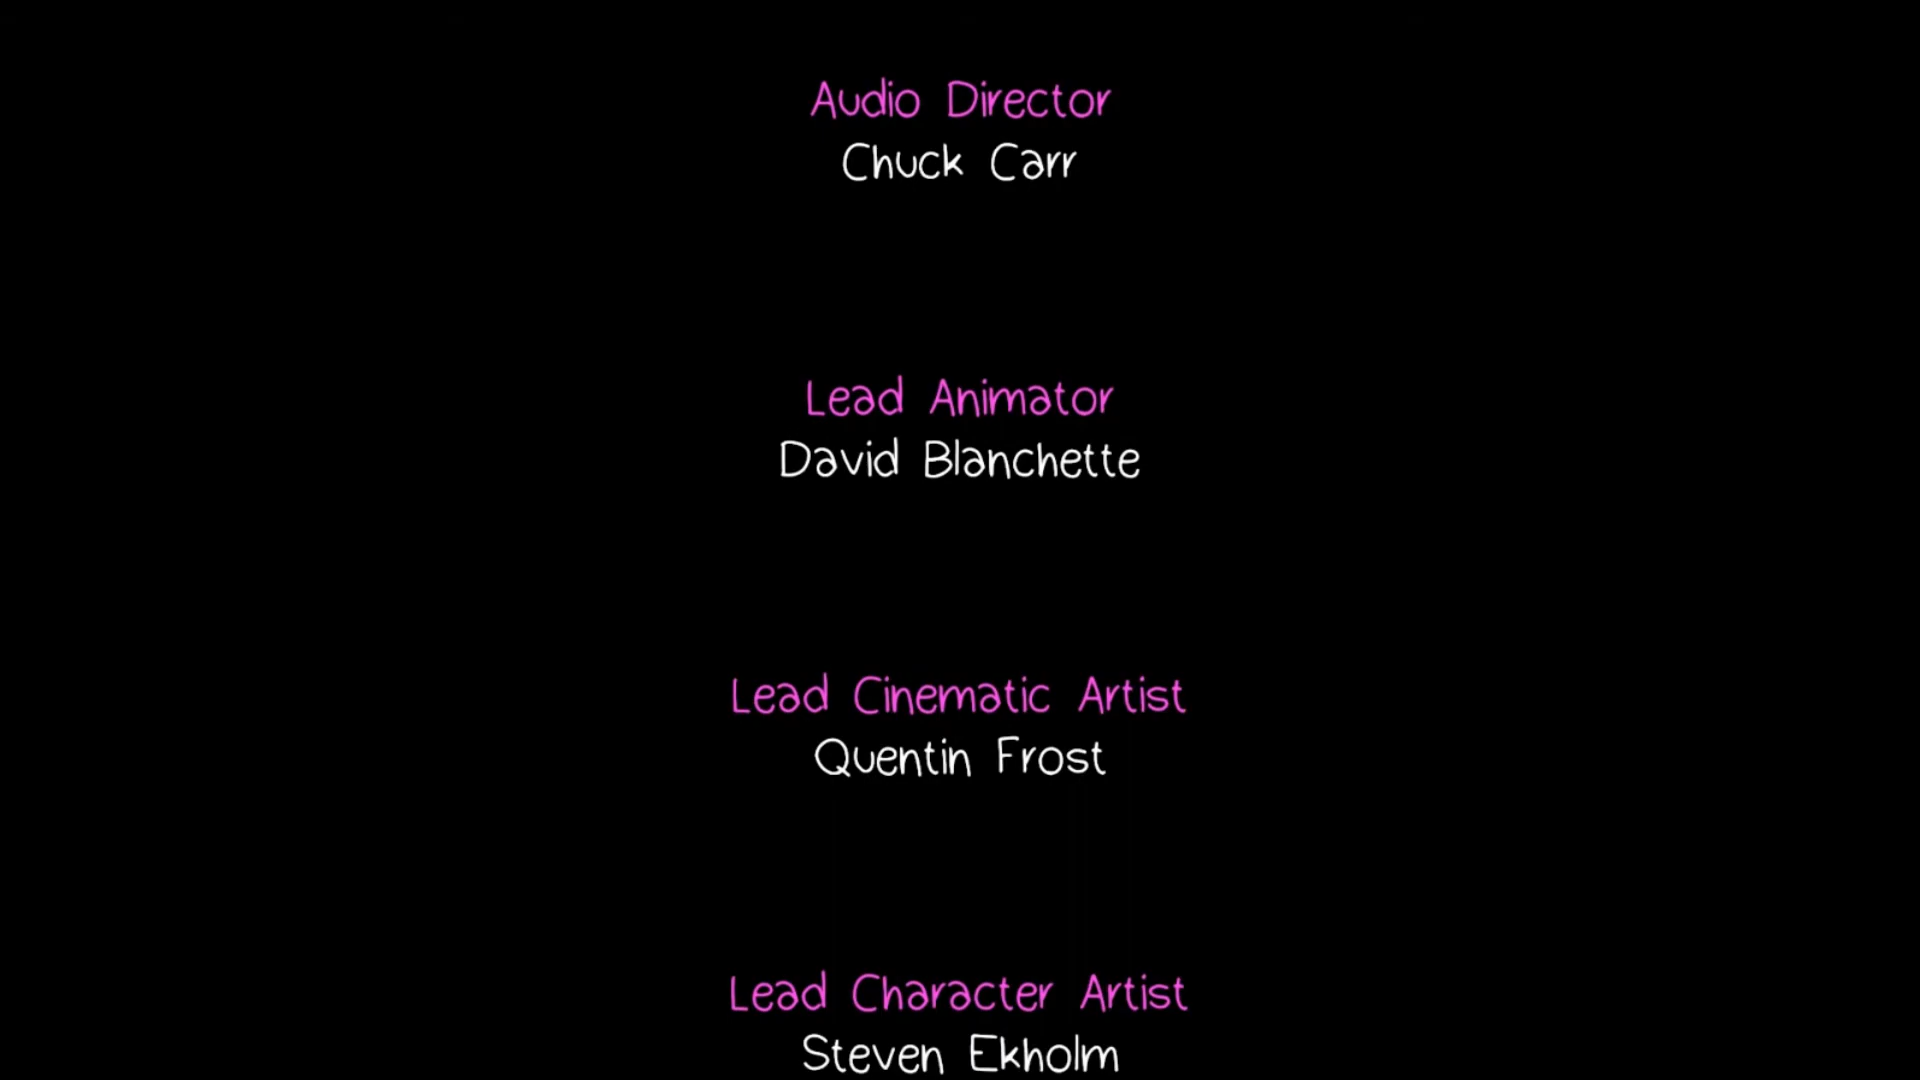 Audio Director
Chuck Carr
Lead Animator
David Blanchette
Lead Cinematic Artist
Quentin Frost
Lead Character Artist
Steven Ekholm